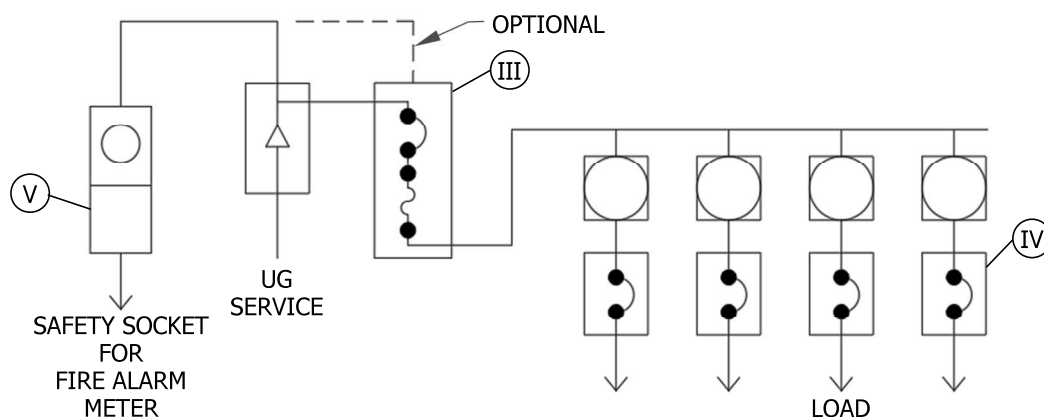 OPTIONAL
III
V
IV
UG
SERVICE
SAFETY SOCKET
FOR
FIRE ALARM
METER
LOAD